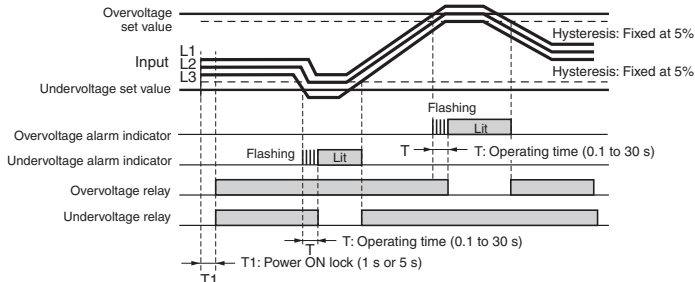 Overvoltage
set value
Hysteresis: Fixed at 5%
L1
Input
L2
L3
Hysteresis: Fixed at 5%
Undervoltage set value
Flashing
Overvoltage alarm indicator
Lit
T
T: Operating time (0.1 to 30 s)
Flashing
Undervoltage alarm indicator
Lit
Overvoltage relay
Undervoltage relay
T
T: Operating time (0.1 to 30 s)
T1: Power ON lock (1 s or 5 s)
T1